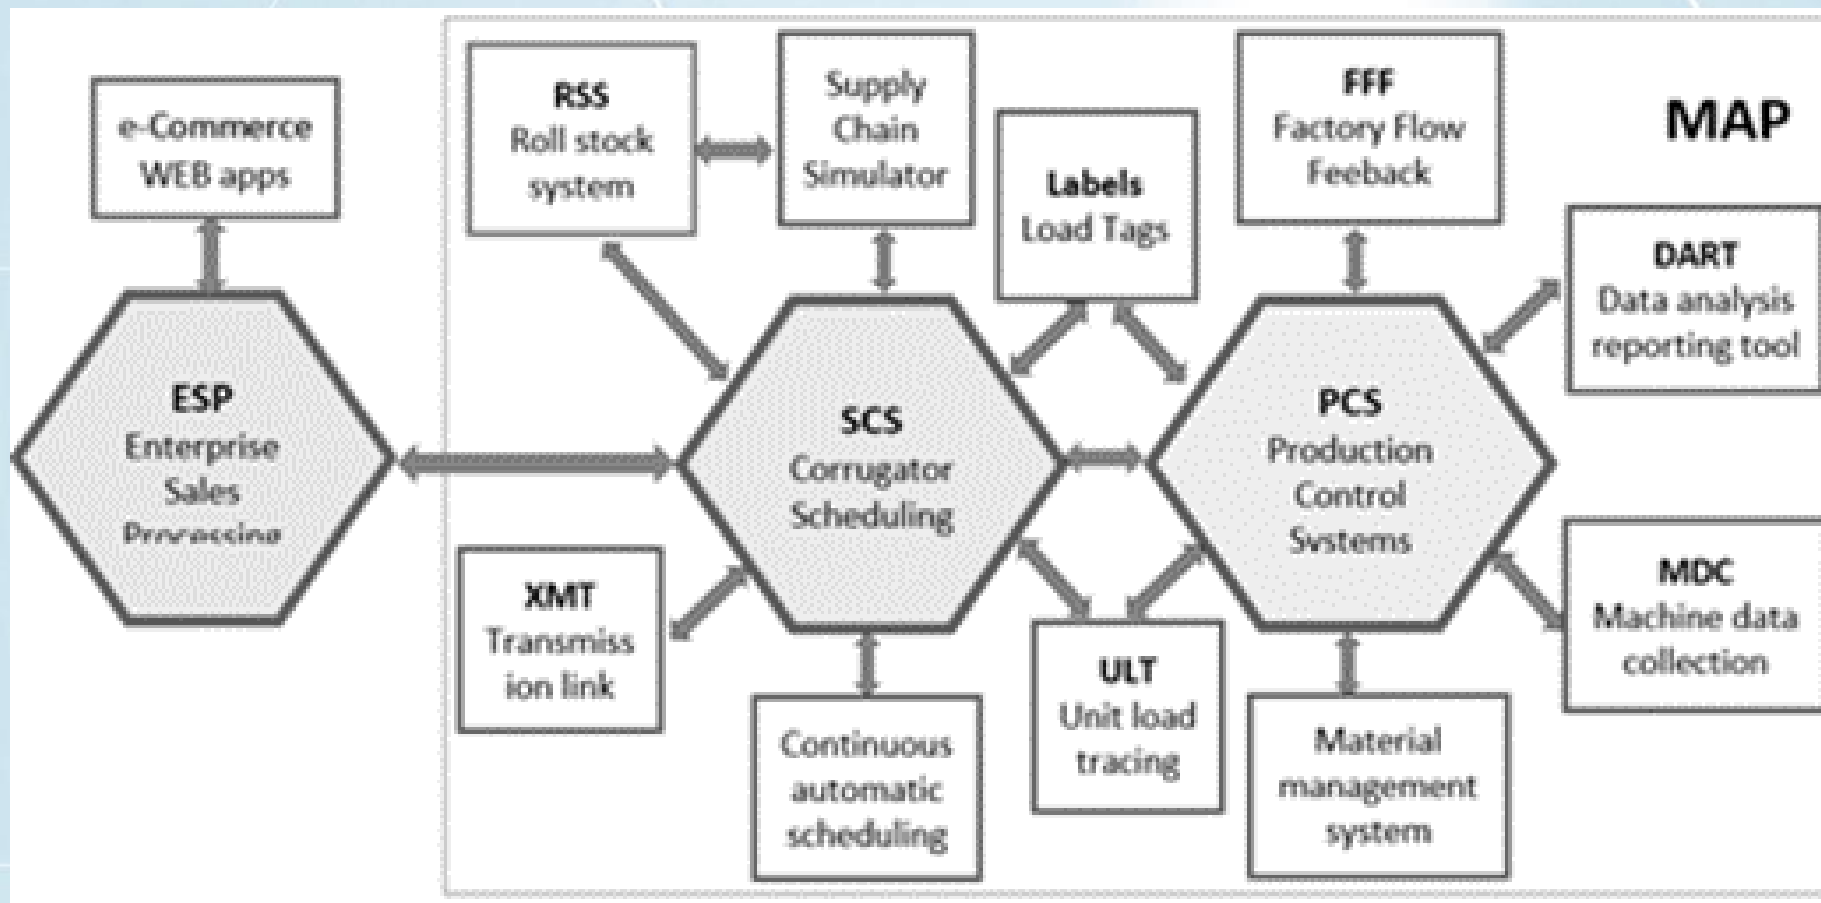 e-Commerce
WEB apps
ESP
Enterprise
Sales
Processing
RSS
Roll stock
system
Supply
Chain
Simulator
Labels
Load Tags
FFF
Factory Flow
Feeback
MAP
DART
Data analysis
reporting tool
SCS
Corrugator
Scheduling
PCS
Production
Control
Systems
XMT
Transmiss
ion link
Continuous
automatic
scheduling
ULT
Unit load
tracing
Material
management
system
MDC
Machine data
collection